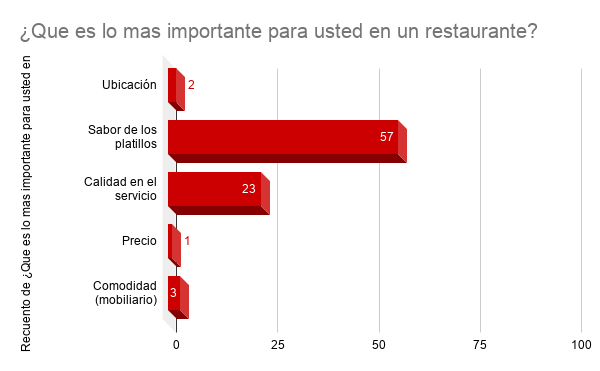 ¿Que es lo mas importante para usted en un restaurante?
Recuento de ¿Que es lo mas importante para usted en
Ubicación
2
Sabor de los
platillos
57
Calidad en el
servicio
23
Precio
1
Comodidad
(mobiliario)
3
0
25
50
75
100